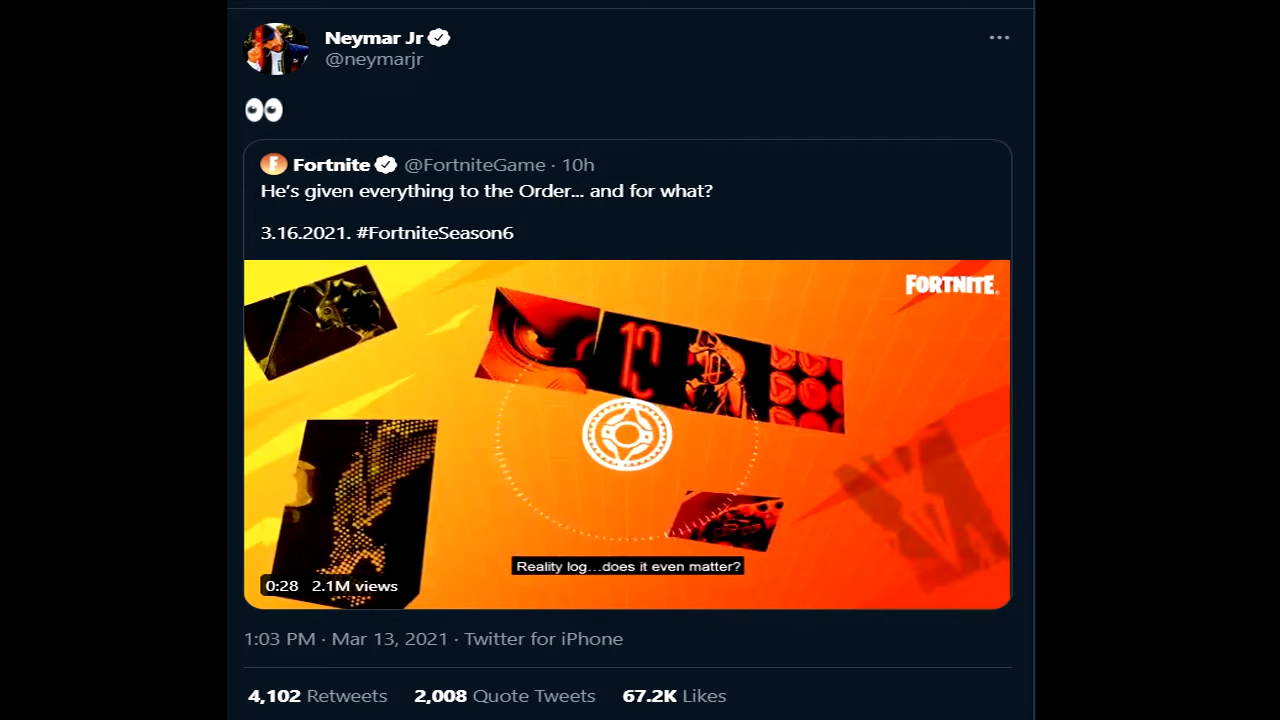 Neymar Jr
@neymarjr
👀
Fortnite @FortniteGame · 10h
He's given everything to the Order... and for what?
3.16.2021. #FortniteSeason6
FORTNITE
Reality log...does it even matter?
0:28 2.1M views
1:03 PM · Mar 13, 2021 · Twitter for iPhone
4,102 Retweets 2,008 Quote Tweets 67.2K Likes